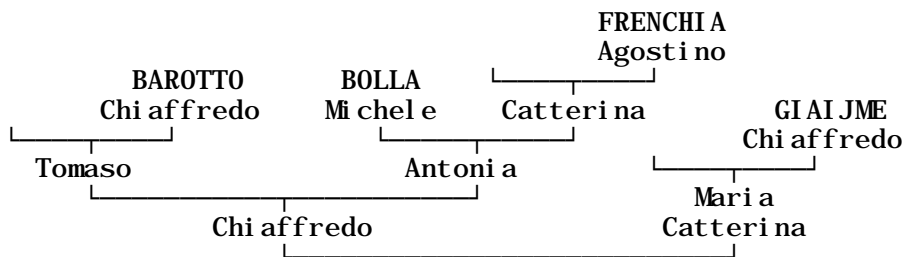 FRENCHIA
Agostino
BAROTTO
Chiaffredo
BOLLA
Michele
Catterina
GIAIJME
Chiaffredo
Tomaso
Antonia
Maria
Catterina
Chiaffredo